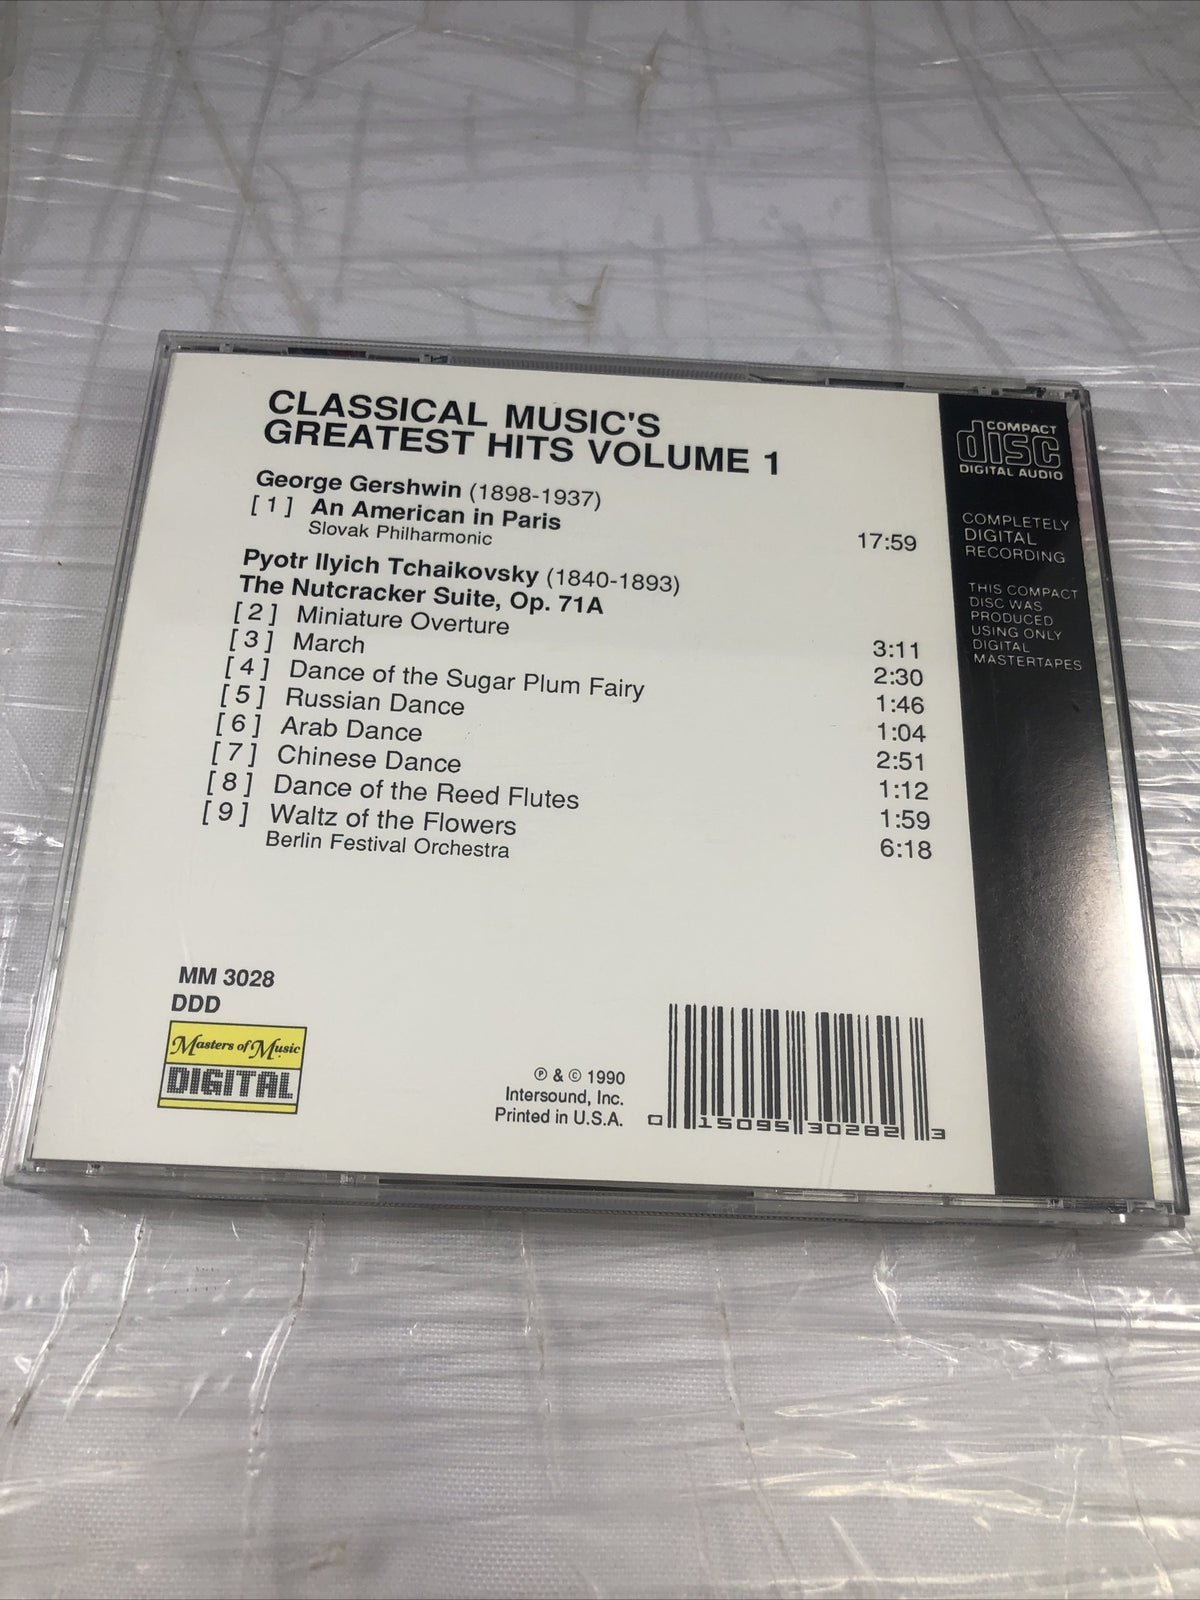 CLASSICAL MUSIC'S
GREATEST HITS VOLUME 1
George Gershwin (1898-1937)
[ 1 ] An American in Paris 17:59
Slovak Philharmonic
Pyotr Ilyich Tchaikovsky (1840-1893)
The Nutcracker Suite, Op. 71A
[ 2 ] Miniature Overture 3:11
[ 3 ] March 2:30
[ 4 ] Dance of the Sugar Plum Fairy 1:46
[ 5 ] Russian Dance 1:04
[ 6 ] Arab Dance 2:51
[ 7 ] Chinese Dance 1:12
[ 8 ] Dance of the Reed Flutes 1:59
[ 9 ] Waltz of the Flowers 6:18
Berlin Festival Orchestra
MM 3028
DDD
Masters of Music
DIGITAL
℗ & © 1990
Intersound, Inc.
Printed in U.S.A.
0 15095 30282 3
COMPACT
disc
DIGITAL AUDIO
COMPLETELY
DIGITAL
RECORDING
THIS COMPACT
DISC WAS
PRODUCED
USING ONLY
DIGITAL
MASTERTAPES